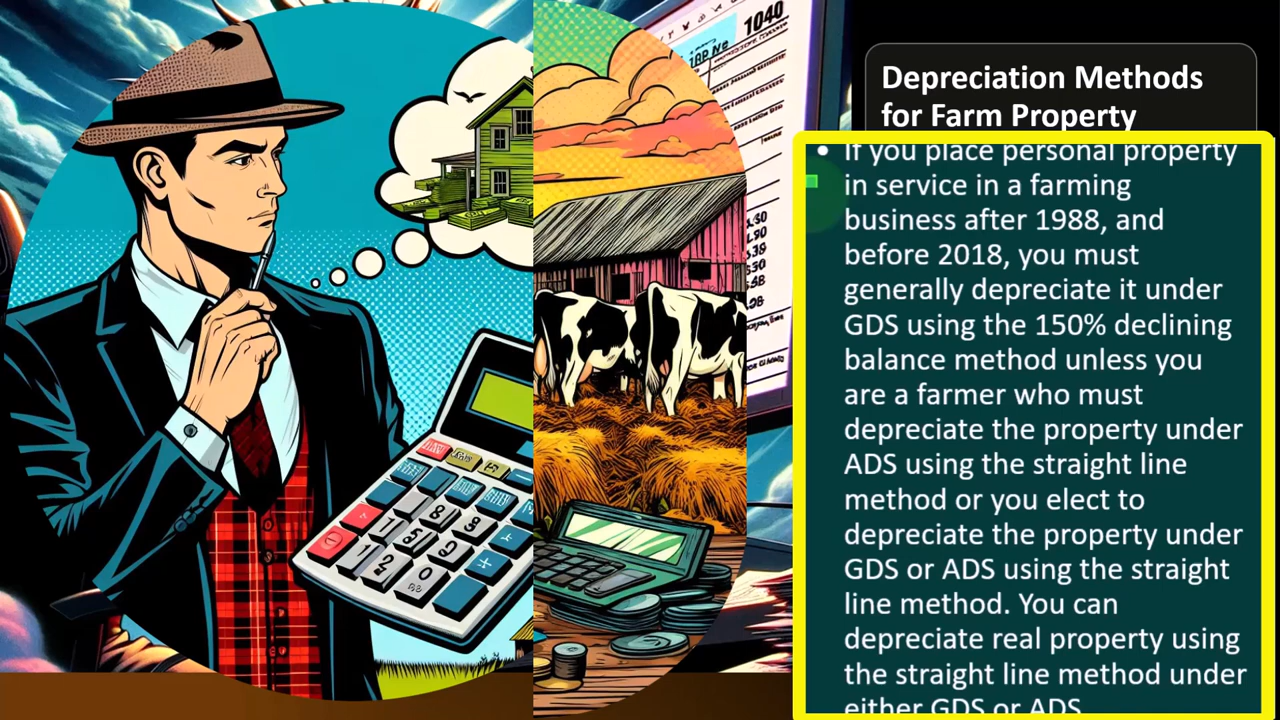 1040
Depreciation Methods
for Farm Property
If you place personal property
in service in a farming
business after 1988, and
before 2018, you must
generally depreciate it under
GDS using the 150% declining
balance method unless you
are a farmer who must
depreciate the property under
ADS using the straight line
method or you elect to
depreciate the property under
GDS or ADS using the straight
line method. You can
depreciate real property using
the straight line method under
either GDS or ADS